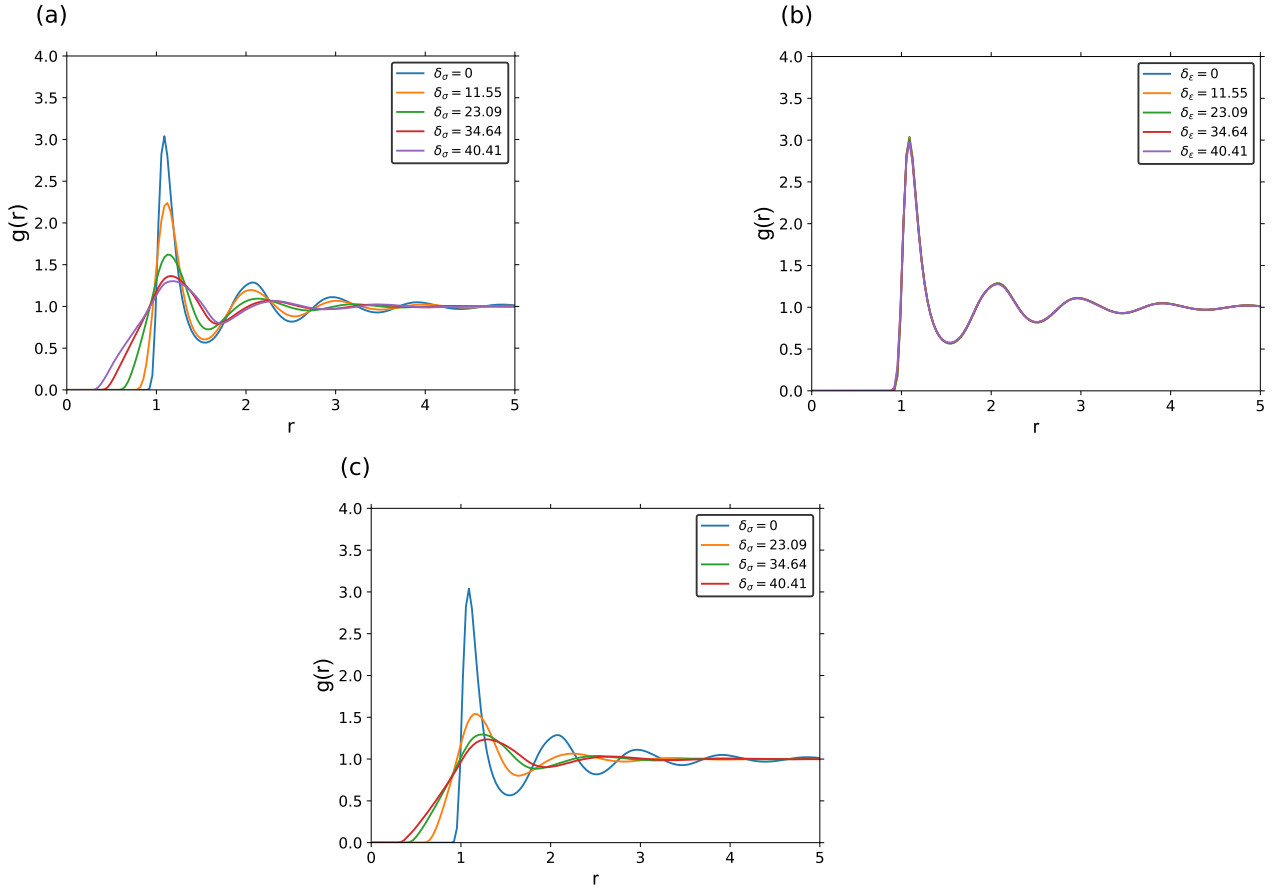 (a)
4.0
3.5
3.0
2.5
2.0
1.5
1.0
0.5
0.0
g(r)
δσ = 0
δσ = 11.55
δσ = 23.09
δσ = 34.64
δσ = 40.41
0 1 2 3 4 5
r
(b)
4.0
3.5
3.0
2.5
2.0
1.5
1.0
0.5
0.0
g(r)
δε = 0
δε = 11.55
δε = 23.09
δε = 34.64
δε = 40.41
0 1 2 3 4 5
r
(c)
4.0
3.5
3.0
2.5
2.0
1.5
1.0
0.5
0.0
g(r)
δσ = 0
δσ = 23.09
δσ = 34.64
δσ = 40.41
0 1 2 3 4 5
r